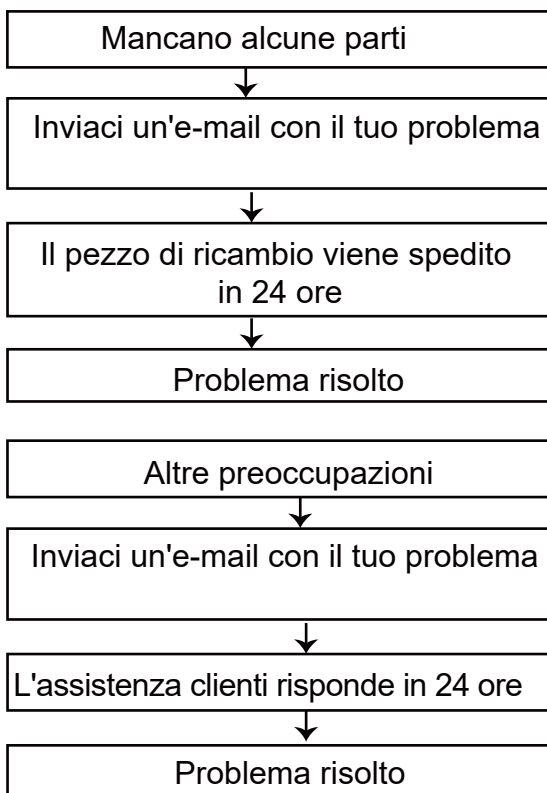 Mancano alcune parti
Inviaci un'e-mail con il tuo problema
Il pezzo di ricambio viene spedito
in 24 ore
Problema risolto
Altre preoccupazioni
Inviaci un'e-mail con il tuo problema
L'assistenza clienti risponde in 24 ore
Problema risolto